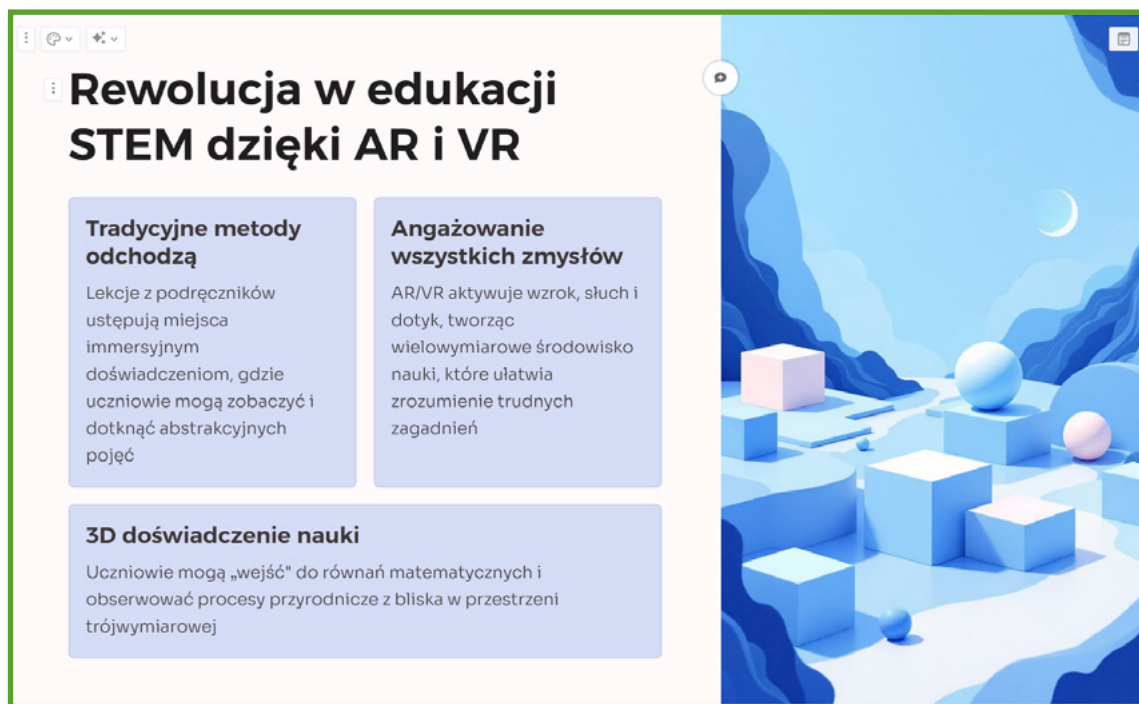 Rewolucja w edukacji
STEM dzięki AR i VR
Tradycyjne metody
odchodzą
Lekcje z podręczników
ustępują miejsca
immersyjnym
doświadczeniom, gdzie
uczniowie mogą zobaczyć i
dotknąć abstrakcyjnych
pojęć
Angażowanie
wszystkich zmysłów
AR/VR aktywuje wzrok, słuch i
dotyk, tworząc
wielowymiarowe środowisko
nauki, które ułatwia
zrozumienie trudnych
zagadnień
3D doświadczenie nauki
Uczniowie mogą „wejść" do równań matematycznych i
obserwować procesy przyrodnicze z bliska w przestrzeni
trójwymiarowej